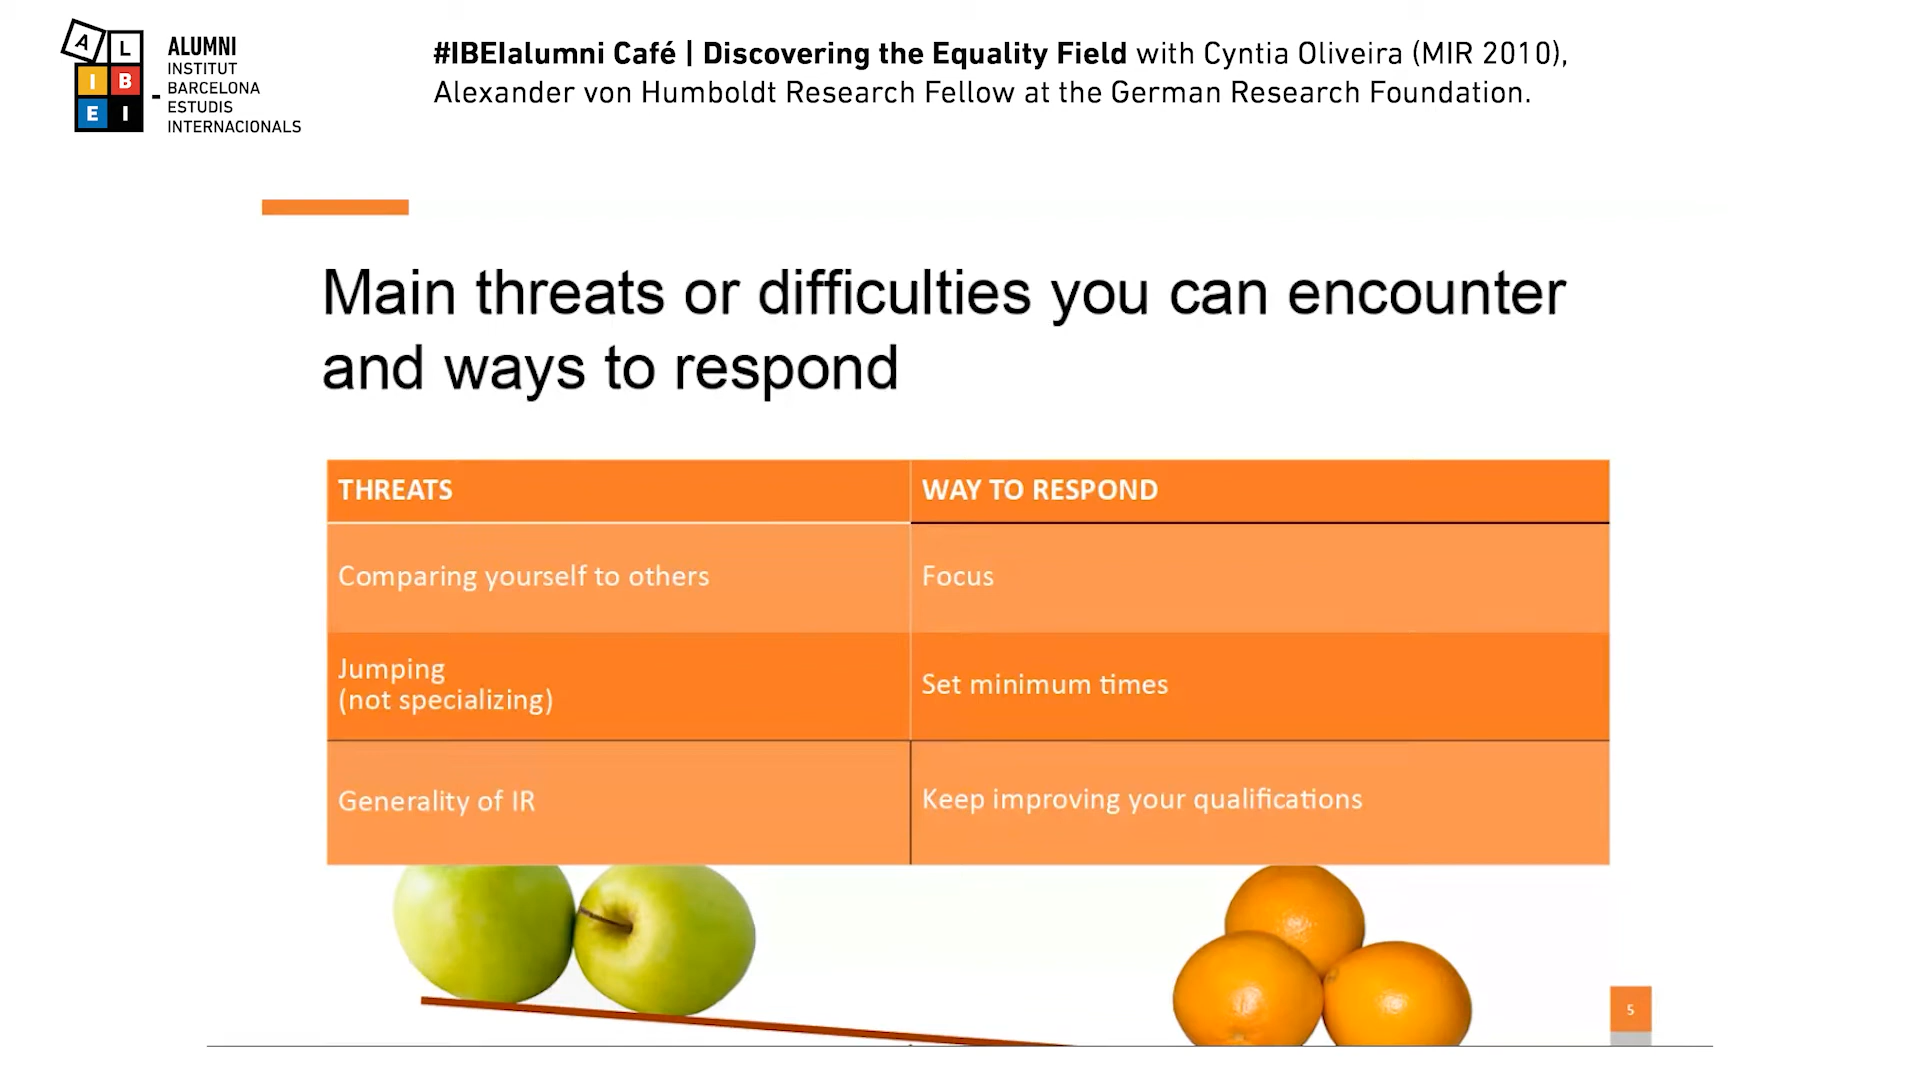 A L
I B
E I
ALUMNI
INSTITUT
BARCELONA
ESTUDIS
INTERNACIONALS
#IBEIalumni Café | Discovering the Equality Field with Cyntia Oliveira (MIR 2010),
Alexander von Humboldt Research Fellow at the German Research Foundation.
Main threats or difficulties you can encounter
and ways to respond
THREATS
WAY TO RESPOND
Comparing yourself to others
Focus
Jumping
(not specializing)
Set minimum times
Generality of IR
Keep improving your qualifications
5